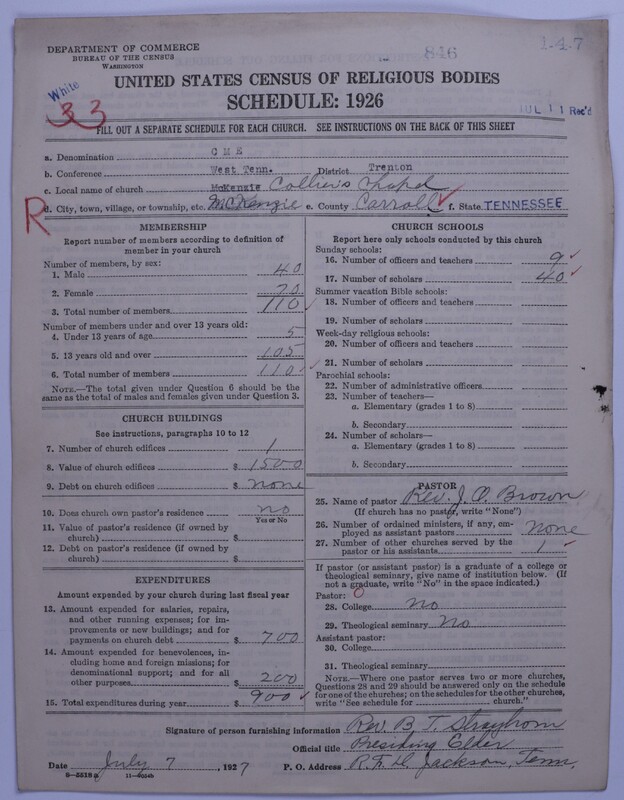 DEPARTMENT OF COMMERCE
BUREAU OF THE CENSUS
WASHINGTON
846
1-4-7
White
33
JUL 11 Rec'd
UNITED STATES CENSUS OF RELIGIOUS BODIES
SCHEDULE: 1926
FILL OUT A SEPARATE SCHEDULE FOR EACH CHURCH. SEE INSTRUCTIONS ON THE BACK OF THIS SHEET
a. Denomination C M E
b. Conference West Tenn. District Trenton
c. Local name of church McKenzie Collier's Chapel
R
d. City, town, village, or township, etc. McKenzie e. County Carroll f. State TENNESSEE
MEMBERSHIP
Report number of members according to definition of
member in your church
Number of members, by sex:
1. Male 40
2. Female 70
3. Total number of members 110
Number of members under and over 13 years old:
4. Under 13 years of age 5
5. 13 years old and over 105
6. Total number of members 110
NOTE.—The total given under Question 6 should be the
same as the total of males and females given under Question 3.
CHURCH BUILDINGS
See instructions, paragraphs 10 to 12
7. Number of church edifices 1
8. Value of church edifices $ 1500
9. Debt on church edifices $ none
10. Does church own pastor's residence no
Yes or No
11. Value of pastor's residence (if owned by
church) $
12. Debt on pastor's residence (if owned by
church) $
EXPENDITURES
Amount expended by your church during last fiscal year
13. Amount expended for salaries, repairs,
and other running expenses; for im-
provements or new buildings; and for
payments on church debt $ 700
14. Amount expended for benevolences, in-
cluding home and foreign missions; for
denominational support; and for all
other purposes $ 200
15. Total expenditures during year $ 900
CHURCH SCHOOLS
Report here only schools conducted by this church
Sunday schools:
16. Number of officers and teachers 9
17. Number of scholars 40
Summer vacation Bible schools:
18. Number of officers and teachers
19. Number of scholars
Week-day religious schools:
20. Number of officers and teachers
21. Number of scholars
Parochial schools:
22. Number of administrative officers
23. Number of teachers—
a. Elementary (grades 1 to 8)
b. Secondary
24. Number of scholars—
a. Elementary (grades 1 to 8)
b. Secondary
PASTOR
25. Name of pastor Rev. J. O. Brown
(If church has no pastor, write "None")
26. Number of ordained ministers, if any, em-
ployed as assistant pastors none
27. Number of other churches served by the
pastor or his assistants 1
If pastor (or assistant pastor) is a graduate of a college or
theological seminary, give name of institution below. (If
not a graduate, write "No" in the space indicated.)
Pastor:
28. College no
29. Theological seminary no
Assistant pastor:
30. College
31. Theological seminary
NOTE.—Where one pastor serves two or more churches,
Questions 28 and 29 should be answered only on the schedule
for one of the churches; on the schedules for the other churches,
write "See schedule for church."
Signature of person furnishing information Rev. B T. Strayhorn
Official title Presiding Elder
Date July 7, 1927 P. O. Address R.F.D. Jackson, Tenn,